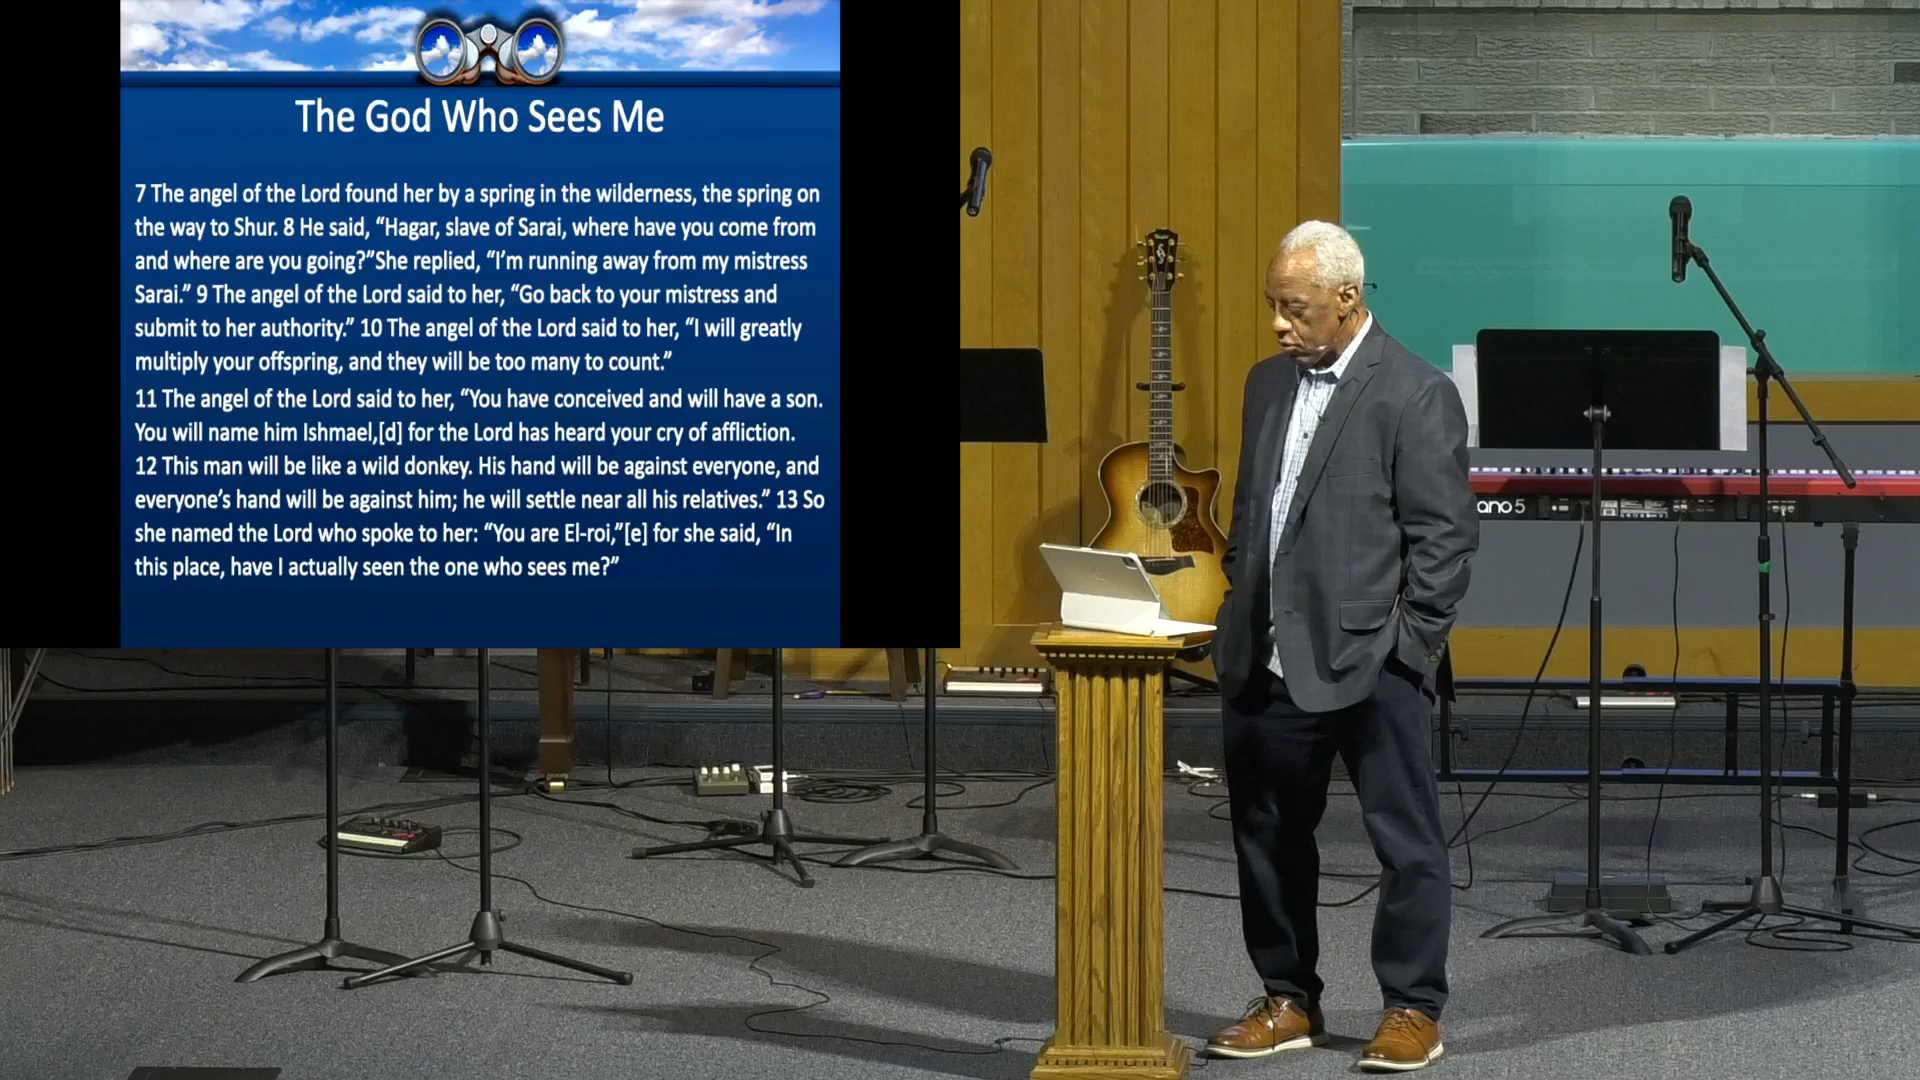 The God Who Sees Me
7 The angel of the Lord found her by a spring in the wilderness, the spring on
the way to Shur. 8 He said, “Hagar, slave of Sarai, where have you come from
and where are you going?”She replied, “I’m running away from my mistress
Sarai.” 9 The angel of the Lord said to her, “Go back to your mistress and
submit to her authority.” 10 The angel of the Lord said to her, “I will greatly
multiply your offspring, and they will be too many to count.”
11 The angel of the Lord said to her, “You have conceived and will have a son.
You will name him Ishmael,[d] for the Lord has heard your cry of affliction.
12 This man will be like a wild donkey. His hand will be against everyone, and
everyone’s hand will be against him; he will settle near all his relatives.” 13 So
she named the Lord who spoke to her: “You are El-roi,”[e] for she said, “In
this place, have I actually seen the one who sees me?”
ano 5